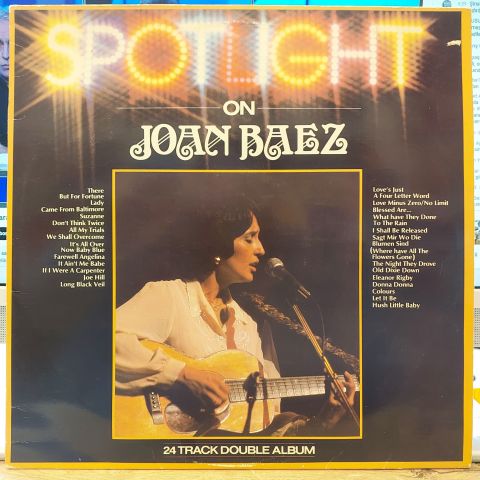 SPOTLIGHT
ON
JOAN BAEZ
There
But For Fortune
Lady
Came From Baltimore
Suzanne
Don't Think Twice
All My Trials
We Shall Overcome
It's All Over
Now Baby Blue
Farewell Angelina
It Ain't Me Babe
If I Were A Carpenter
Joe Hill
Long Black Veil
Love's Just
A Four Letter Word
Love Minus Zero/No Limit
Blessed Are...
What have They Done
To The Rain
I Shall Be Released
Sagt Mir Wo Die
Blumen Sind
(Where have All The
Flowers Gone)
The Night They Drove
Old Dixie Down
Eleanor Rigby
Donna Donna
Colours
Let It Be
Hush Little Baby
24 TRACK DOUBLE ALBUM